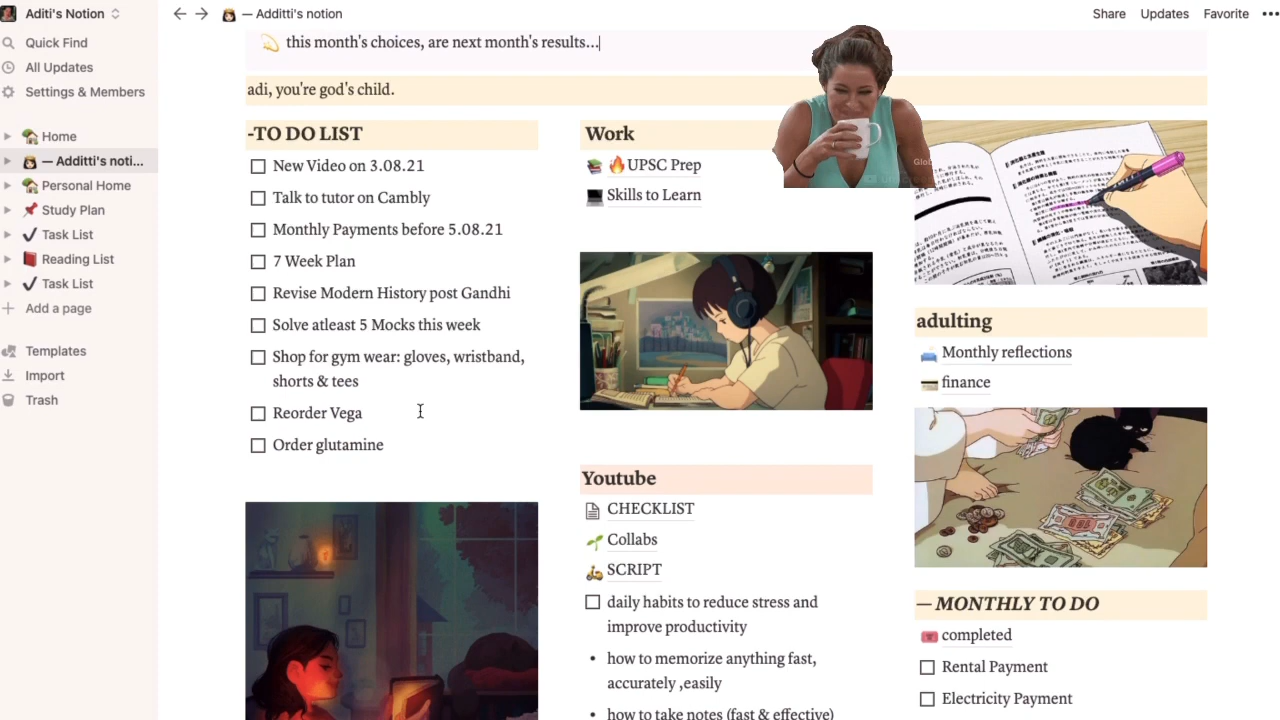 Aditi's Notion
— Additti's notion
Share
Updates
Favorite
Quick Find
All Updates
Settings & Members
Home
— Additti's noti...
Personal Home
Study Plan
Task List
Reading List
Task List
Add a page
Templates
Import
Trash
this month's choices, are next month's results...
adi, you're god's child.
-TO DO LIST
New Video on 3.08.21
Talk to tutor on Cambly
Monthly Payments before 5.08.21
7 Week Plan
Revise Modern History post Gandhi
Solve atleast 5 Mocks this week
Shop for gym wear: gloves, wristband,
shorts & tees
Reorder Vega
Order glutamine
Work
UPSC Prep
Skills to Learn
Youtube
CHECKLIST
Collabs
SCRIPT
daily habits to reduce stress and
improve productivity
• how to memorize anything fast,
accurately ,easily
• how to take notes (fast & effective)
adulting
Monthly reflections
finance
— MONTHLY TO DO
completed
Rental Payment
Electricity Payment